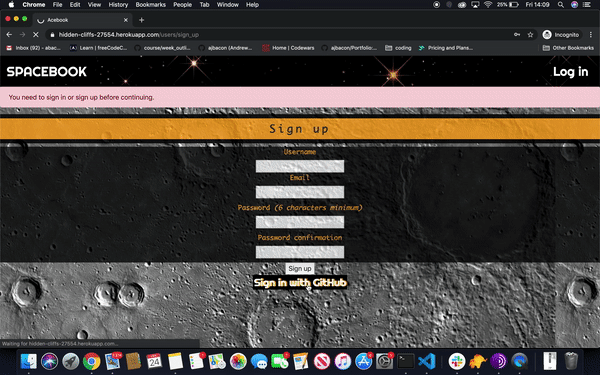 Chrome File Edit View History Bookmarks People Tab Window Help 25% Fri 14:09
Acebook
hidden-cliffs-27554.herokuapp.com/users/sign_up Incognito
Inbox (92) - abac... Learn | freeCodeC... course/week_outli... ajbacon (Andrew... Home | Codewars ajbacon/Portfolio... coding Pricing and Plans... Other Bookmarks
SPACEBOOK Log in
You need to sign in or sign up before continuing.
Sign up
Username
Email
Password (6 characters minimum)
Password confirmation
Sign up
Sign in with GitHub
Waiting for hidden-cliffs-27554.herokuapp.com...
24